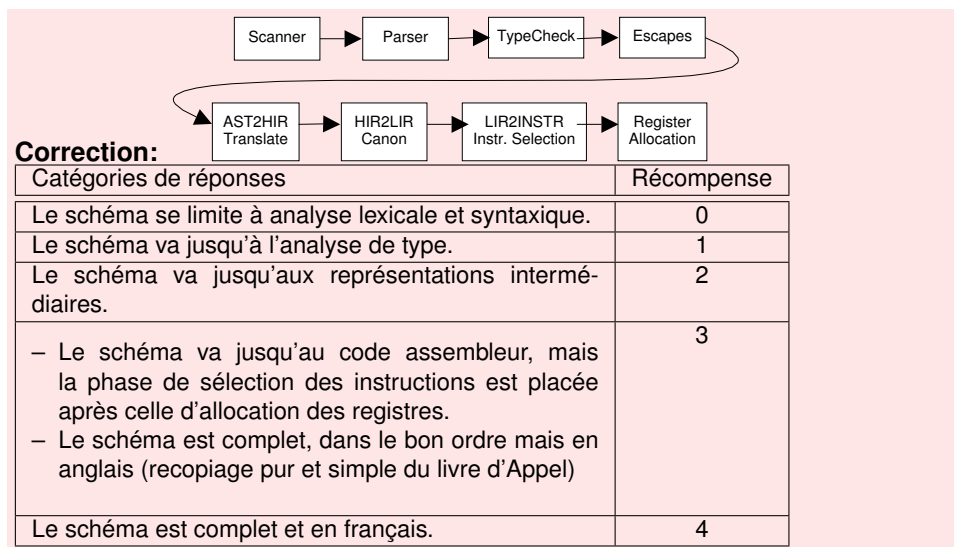 Scanner Parser TypeCheck Escapes
AST2HIR HIR2LIR LIR2INSTR Register
Translate Canon Instr. Selection Allocation
Correction:
Catégories de réponses Récompense
Le schéma se limite à analyse lexicale et syntaxique. 0
Le schéma va jusqu'à l'analyse de type. 1
Le schéma va jusqu'aux représentations intermé- 2
diaires.
3
– Le schéma va jusqu'au code assembleur, mais
la phase de sélection des instructions est placée
après celle d'allocation des registres.
– Le schéma est complet, dans le bon ordre mais en
anglais (recopiage pur et simple du livre d'Appel)
Le schéma est complet et en français. 4